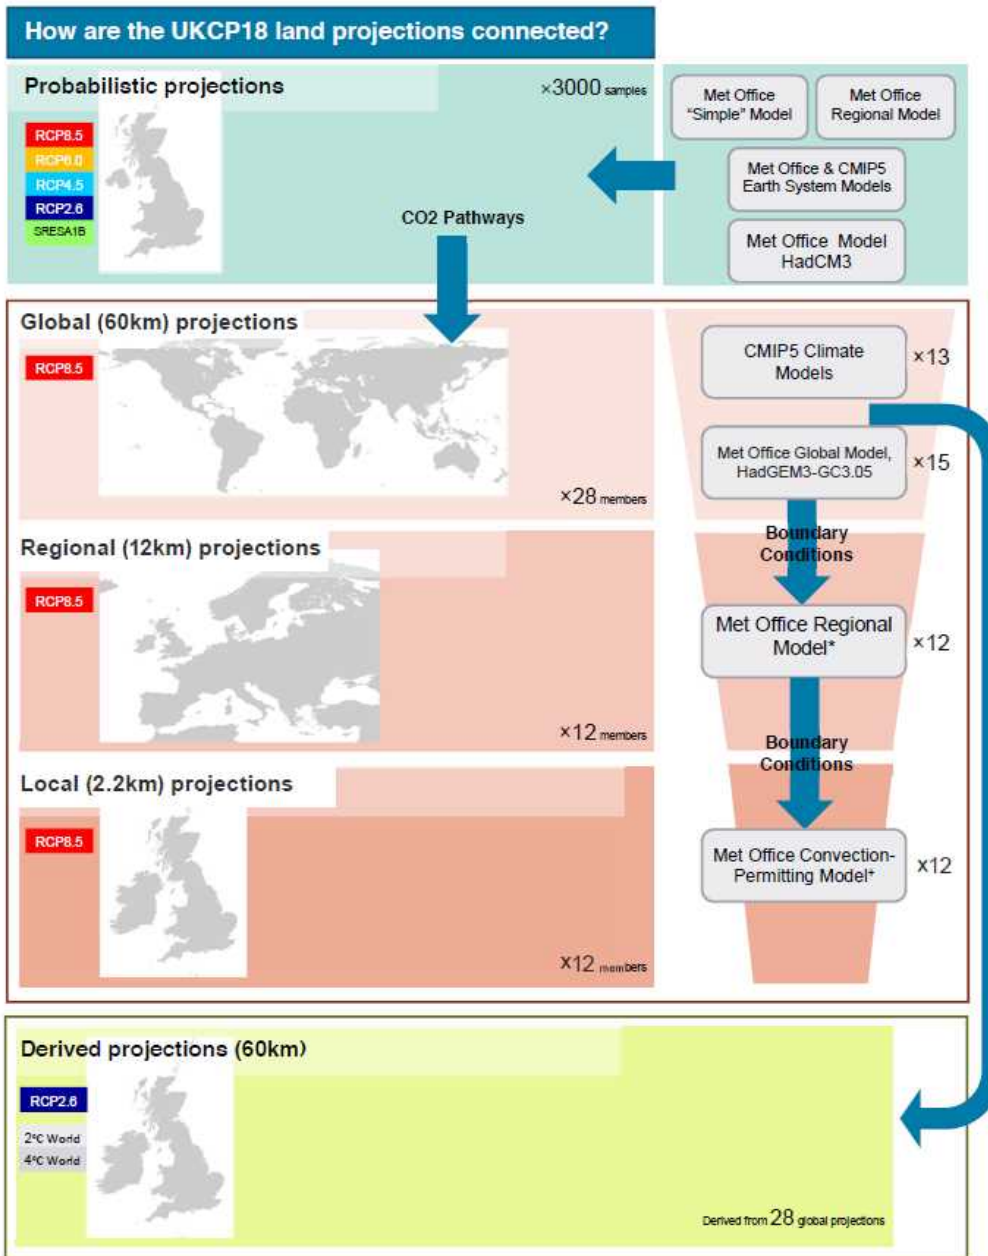 How are the UKCP18 land projections connected?
Probabilistic projections
×3000 samples
RCP8.5
RCP6.0
RCP4.5
RCP2.6
SRESA1B
CO2 Pathways
Met Office
"Simple" Model
Met Office
Regional Model
Met Office & CMIP5
Earth System Models
Met Office Model
HadCM3
Global (60km) projections
RCP8.5
×28 members
CMIP5 Climate
Models
×13
Met Office Global Model,
HadGEM3-GC3.05
×15
Boundary
Conditions
Regional (12km) projections
RCP8.5
×12 members
Met Office Regional
Model*
×12
Boundary
Conditions
Local (2.2km) projections
RCP8.5
×12 members
Met Office Convection-
Permitting Model+
×12
Derived projections (60km)
RCP2.6
2°C World
4°C World
Derived from 28 global projections